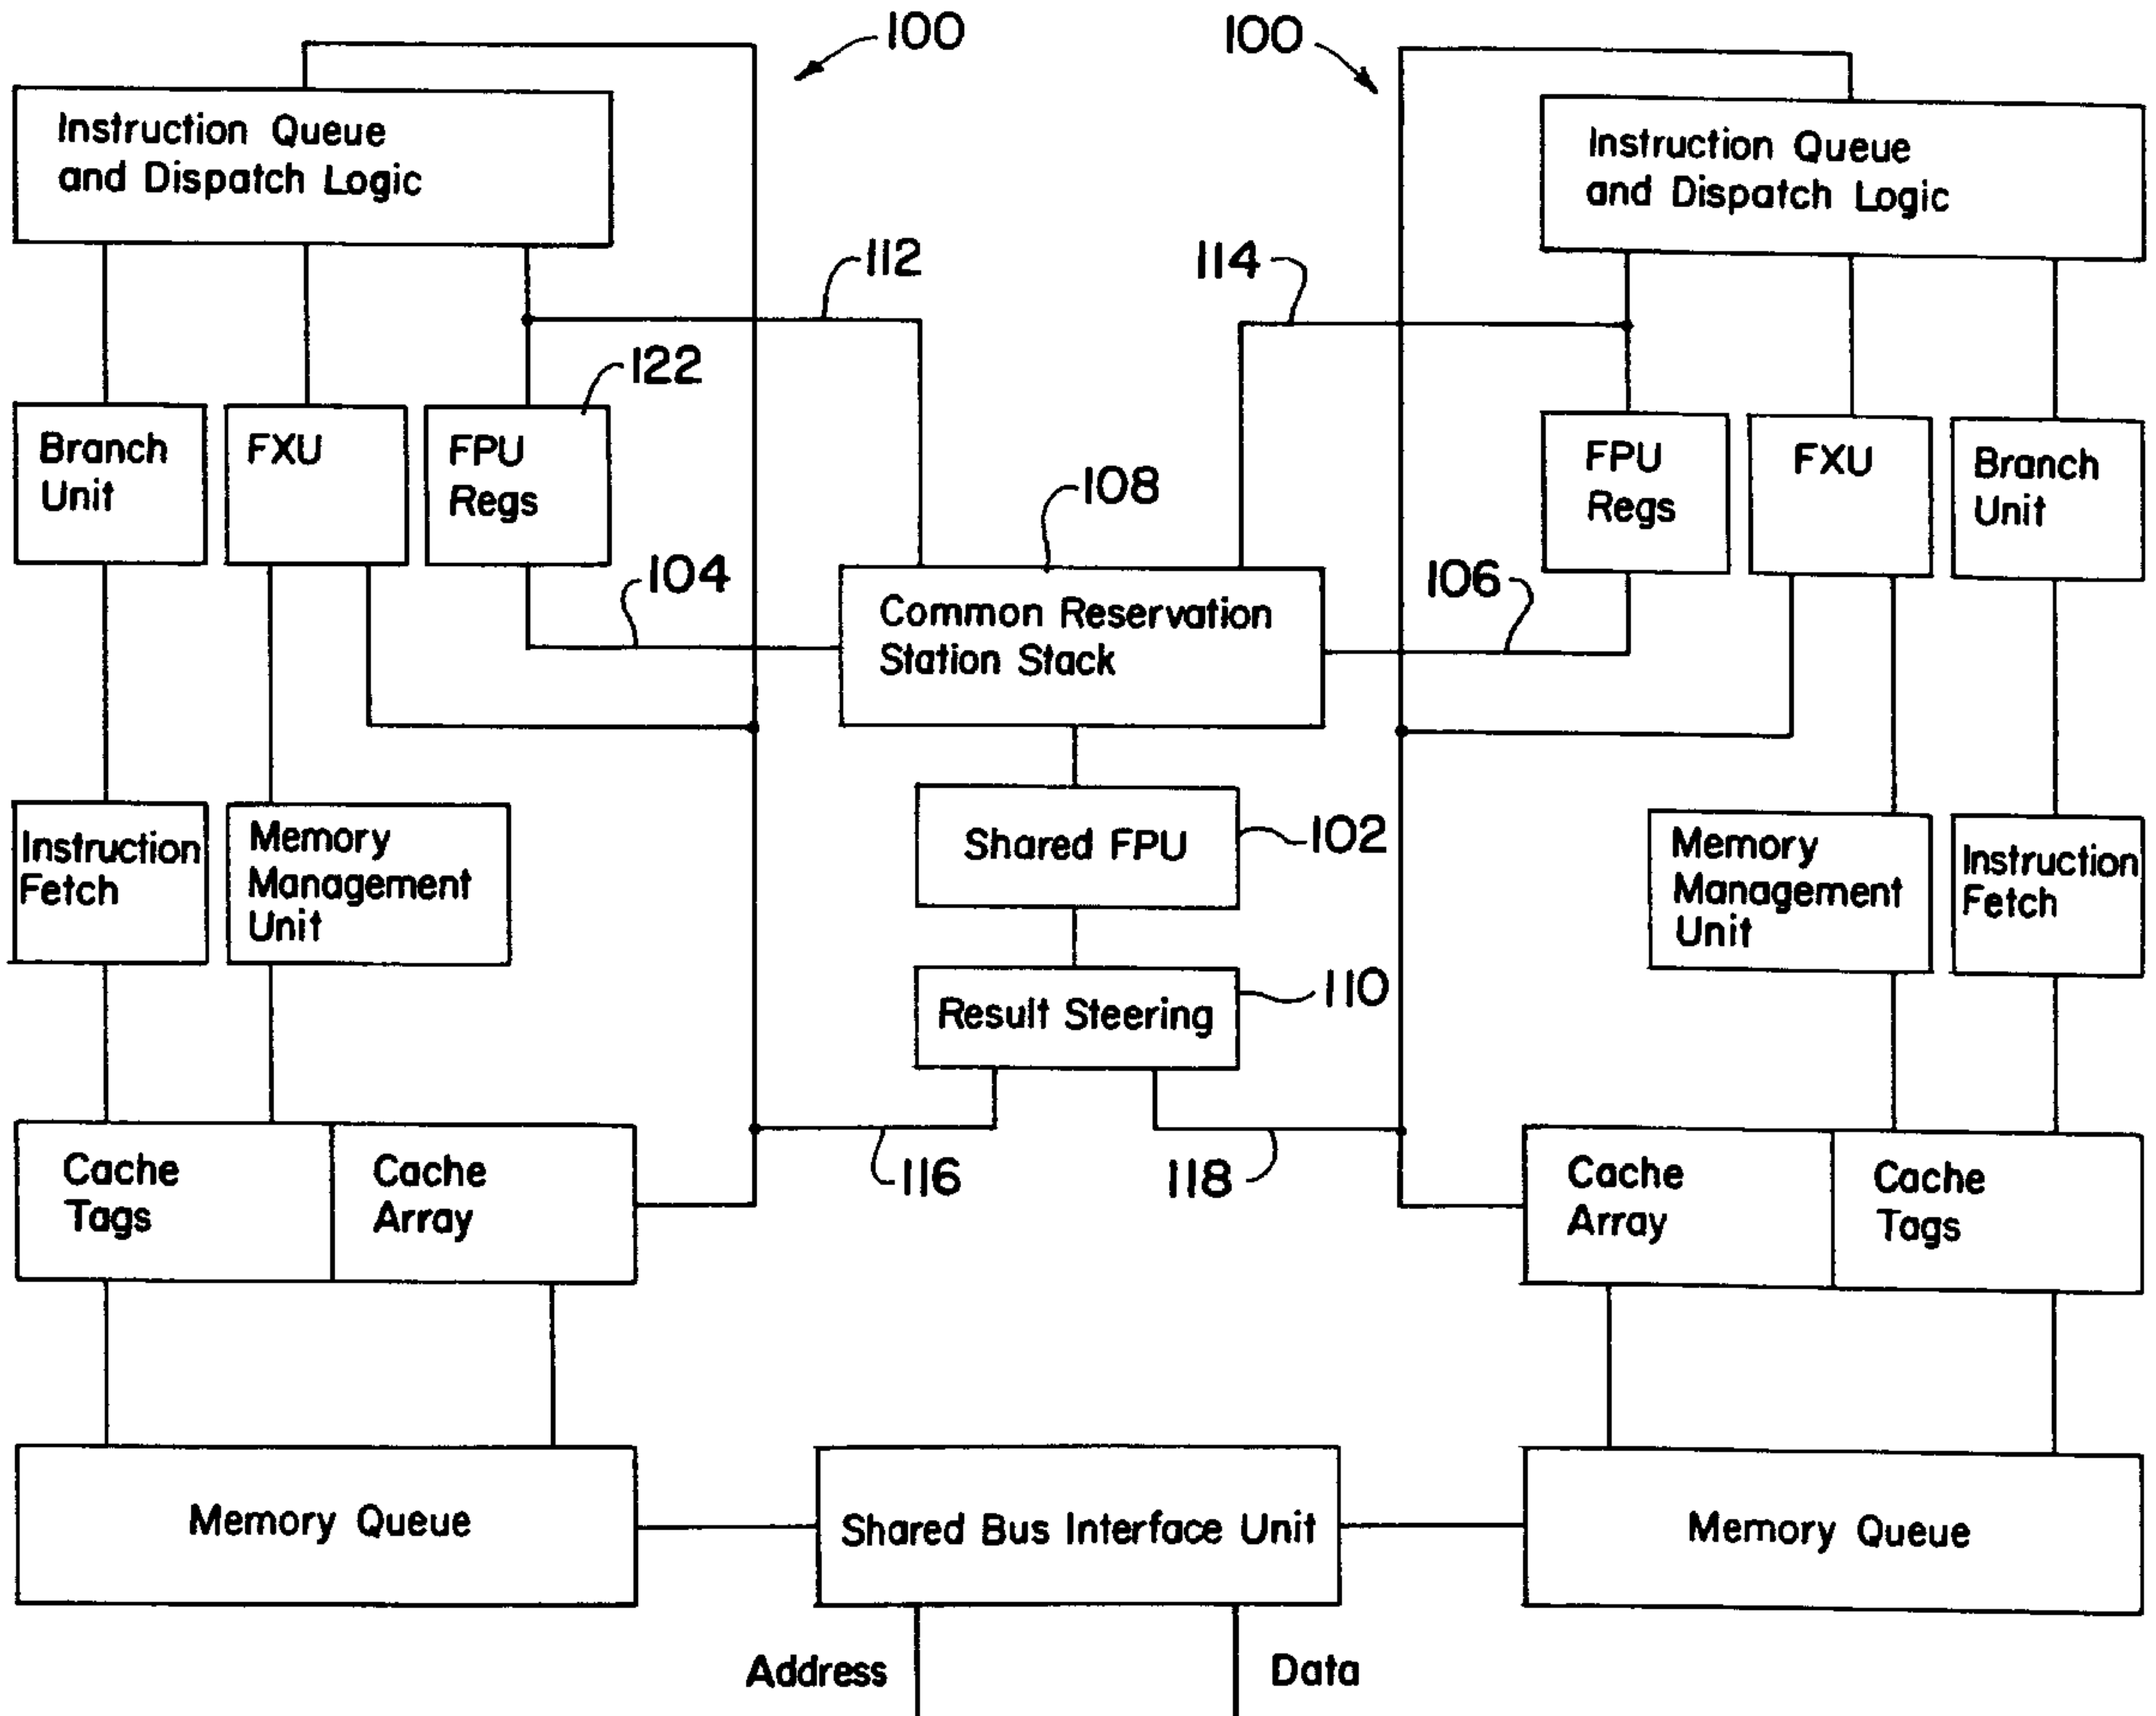 100
100
Instruction Queue
and Dispatch Logic
Instruction Queue
and Dispatch Logic
112
114
122
Branch
Unit
FXU
FPU
Regs
FPU
Regs
FXU
Branch
Unit
108
104
106
Common Reservation
Station Stack
Instruction
Fetch
Memory
Management
Unit
Shared FPU
102
Memory
Management
Unit
Instruction
Fetch
Result Steering
110
116
118
Cache
Tags
Cache
Array
Cache
Array
Cache
Tags
Memory Queue
Shared Bus Interface Unit
Memory Queue
Address
Data